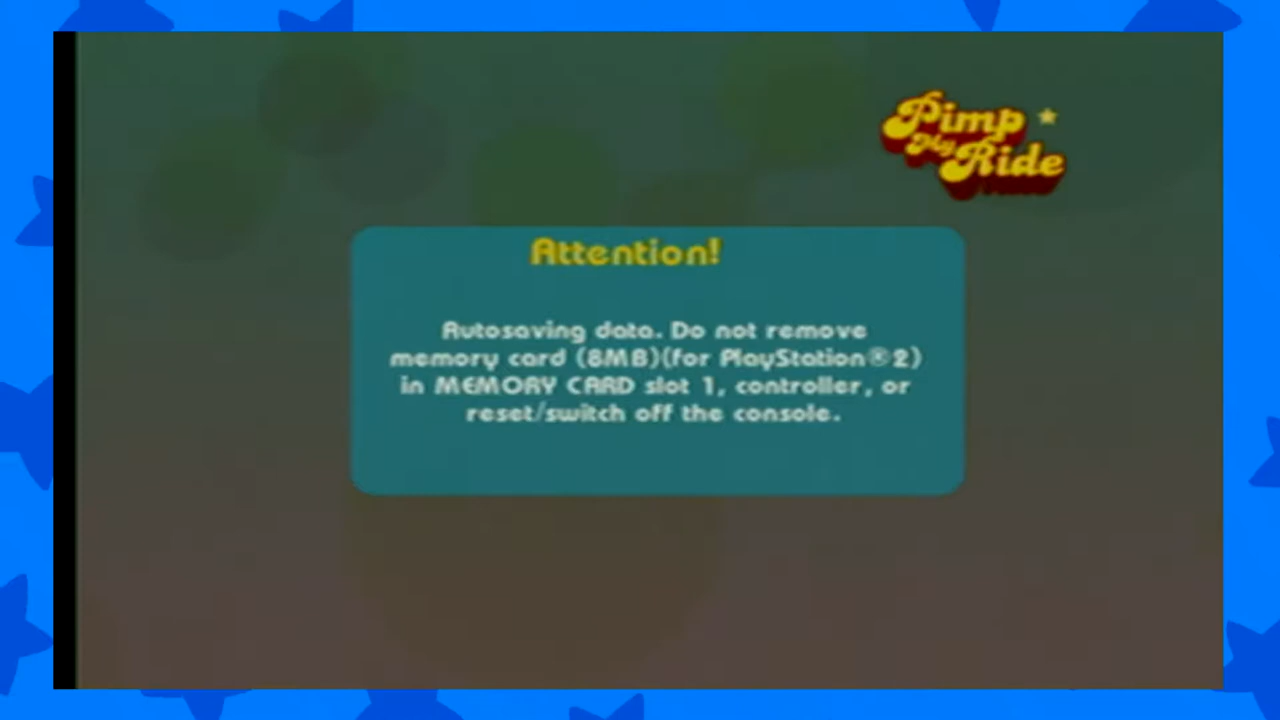 Pimp
My
Ride
Attention!
Autosaving data. Do not remove
memory card (8MB)(for PlayStation®2)
in MEMORY CARD slot 1, controller, or
reset/switch off the console.